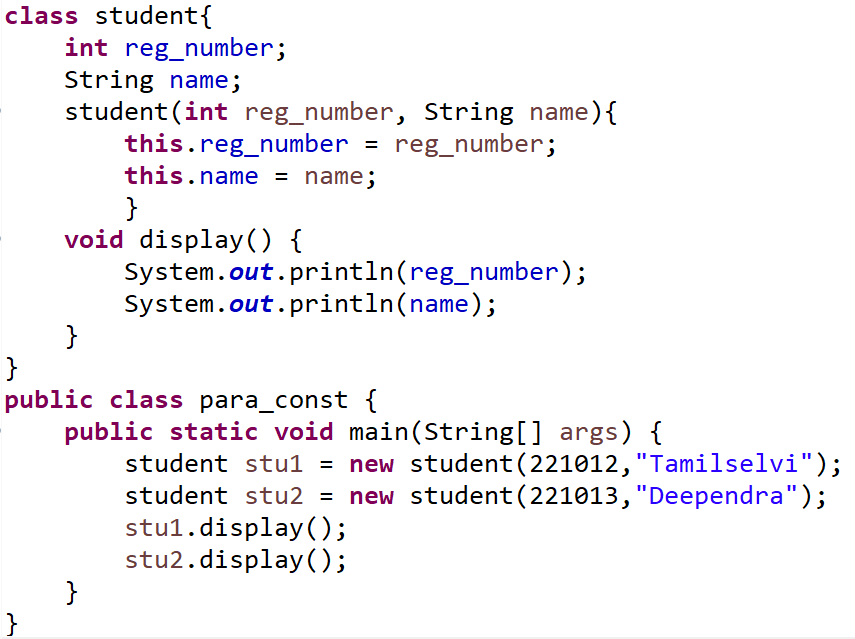 class student{
    int reg_number;
    String name;
    student(int reg_number, String name){
        this.reg_number = reg_number;
        this.name = name;
        }
    void display() {
        System.out.println(reg_number);
        System.out.println(name);
    }
}
public class para_const {
    public static void main(String[] args) {
        student stu1 = new student(221012,"Tamilselvi");
        student stu2 = new student(221013,"Deependra");
        stu1.display();
        stu2.display();
    }
}